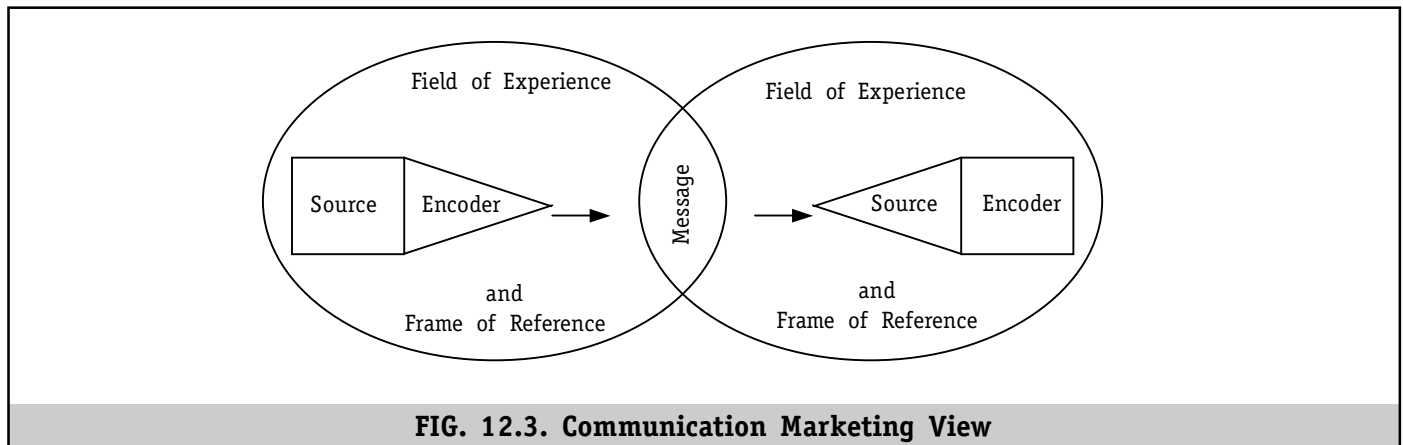 Field of Experience
Source
Encoder
and
Frame of Reference
Message
Field of Experience
Source
Encoder
and
Frame of Reference
FIG. 12.3. Communication Marketing View